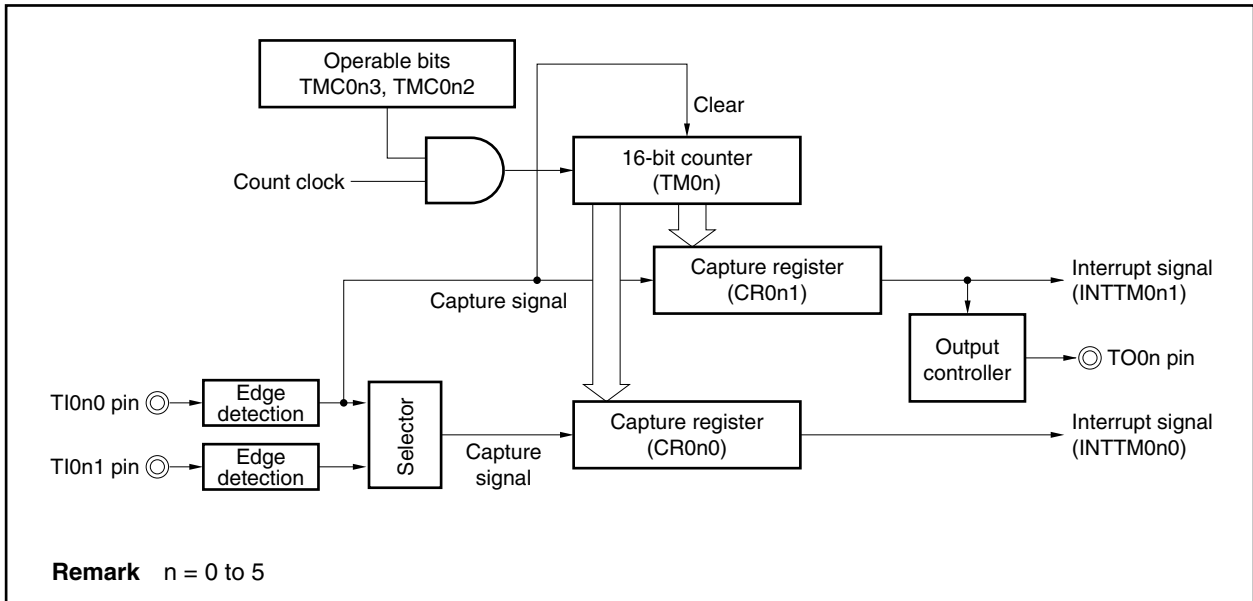 Operable bits
TMC0n3, TMC0n2
Clear
Count clock
16-bit counter
(TM0n)
Capture register
(CR0n1)
Interrupt signal
(INTTM0n1)
Capture signal
Output
controller
TO0n pin
TI0n0 pin
Edge
detection
Selector
Capture register
(CR0n0)
Interrupt signal
(INTTM0n0)
TI0n1 pin
Edge
detection
Capture
signal
Remark n = 0 to 5